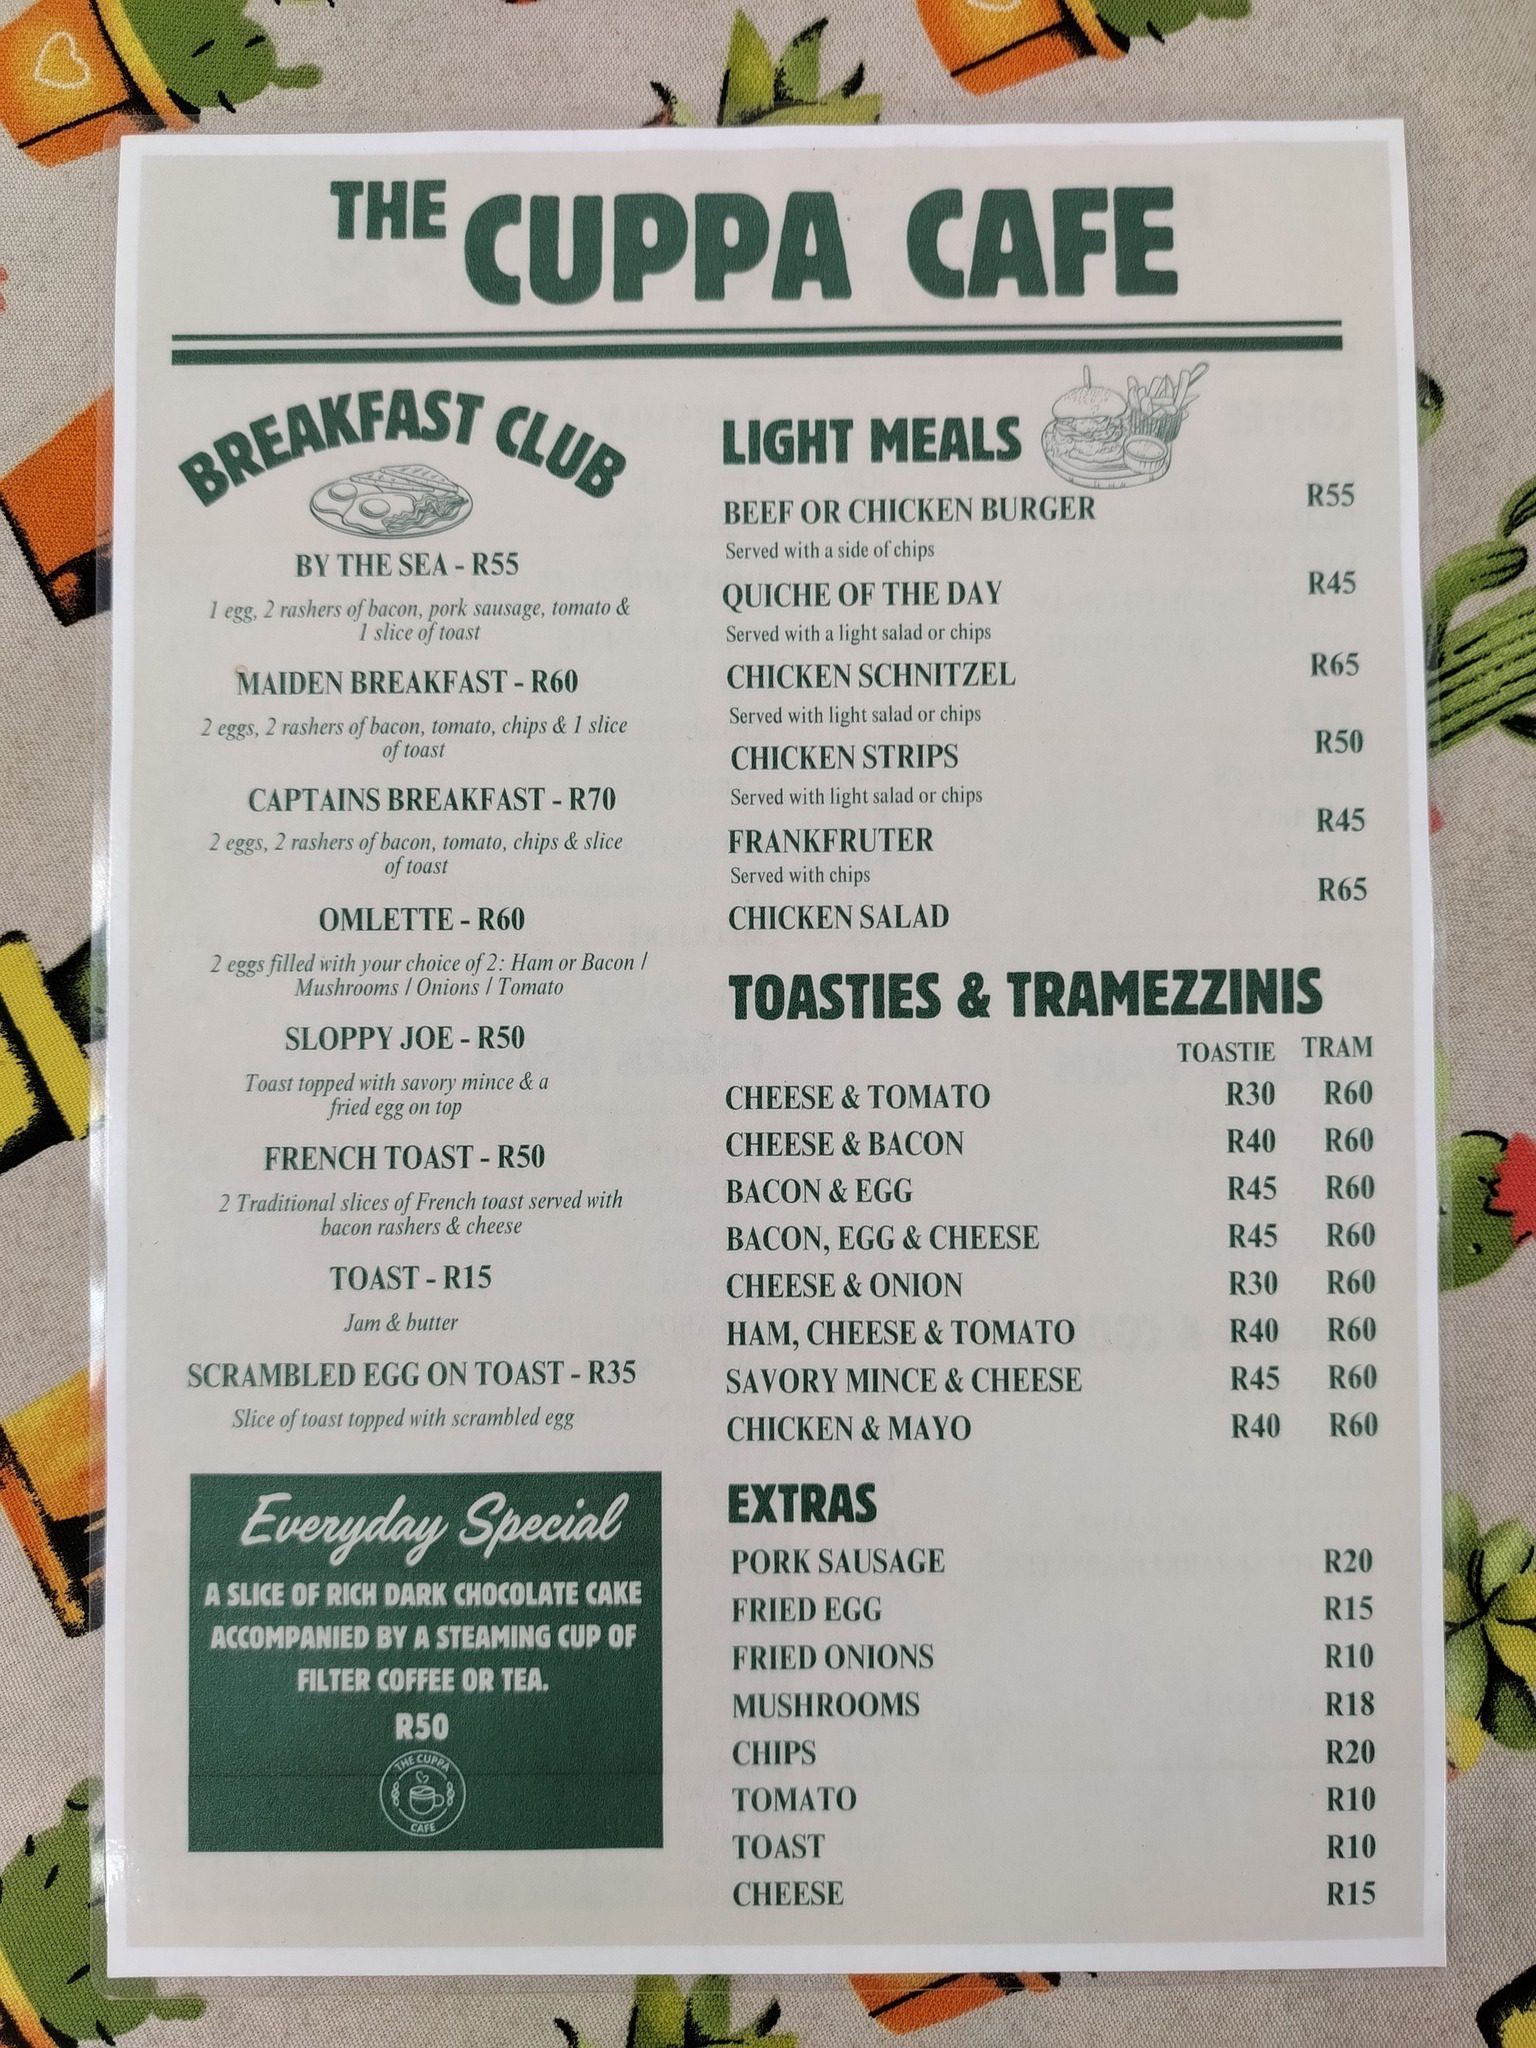 THE CUPPA CAFE
BREAKFAST CLUB
BY THE SEA - R55
1 egg, 2 rashers of bacon, pork sausage, tomato &
1 slice of toast
MAIDEN BREAKFAST - R60
2 eggs, 2 rashers of bacon, tomato, chips & 1 slice
of toast
CAPTAINS BREAKFAST - R70
2 eggs, 2 rashers of bacon, tomato, chips & slice
of toast
OMLETTE - R60
2 eggs filled with your choice of 2: Ham or Bacon /
Mushrooms / Onions / Tomato
SLOPPY JOE - R50
Toast topped with savory mince & a
fried egg on top
FRENCH TOAST - R50
2 Traditional slices of French toast served with
bacon rashers & cheese
TOAST - R15
Jam & butter
SCRAMBLED EGG ON TOAST - R35
Slice of toast topped with scrambled egg
Everyday Special
A SLICE OF RICH DARK CHOCOLATE CAKE
ACCOMPANIED BY A STEAMING CUP OF
FILTER COFFEE OR TEA.
R50
THE CUPPA
CAFE
LIGHT MEALS
BEEF OR CHICKEN BURGER R55
Served with a side of chips
QUICHE OF THE DAY R45
Served with a light salad or chips
CHICKEN SCHNITZEL R65
Served with light salad or chips
CHICKEN STRIPS R50
Served with light salad or chips
FRANKFRUTER R45
Served with chips
CHICKEN SALAD R65
TOASTIES & TRAMEZZINIS
TOASTIE TRAM
CHEESE & TOMATO R30 R60
CHEESE & BACON R40 R60
BACON & EGG R45 R60
BACON, EGG & CHEESE R45 R60
CHEESE & ONION R30 R60
HAM, CHEESE & TOMATO R40 R60
SAVORY MINCE & CHEESE R45 R60
CHICKEN & MAYO R40 R60
EXTRAS
PORK SAUSAGE R20
FRIED EGG R15
FRIED ONIONS R10
MUSHROOMS R18
CHIPS R20
TOMATO R10
TOAST R10
CHEESE R15